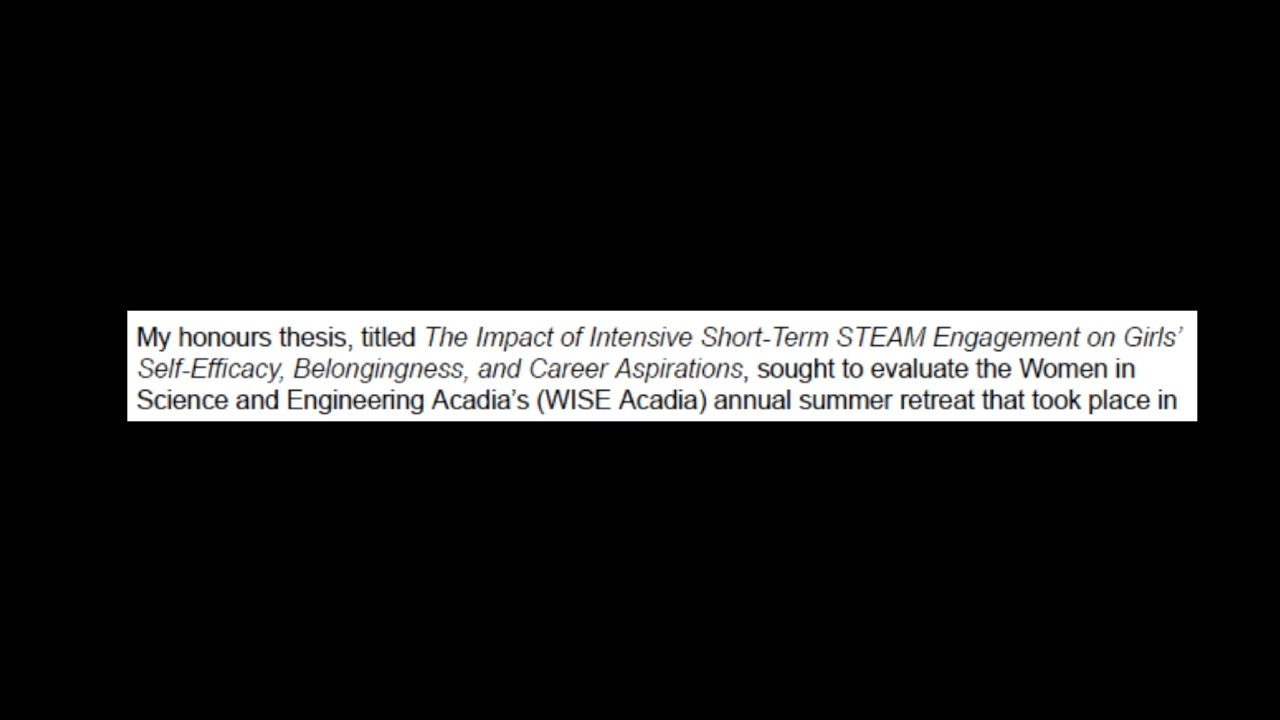 My honours thesis, titled The Impact of Intensive Short-Term STEAM Engagement on Girls’
Self-Efficacy, Belongingness, and Career Aspirations, sought to evaluate the Women in
Science and Engineering Acadia’s (WISE Acadia) annual summer retreat that took place in